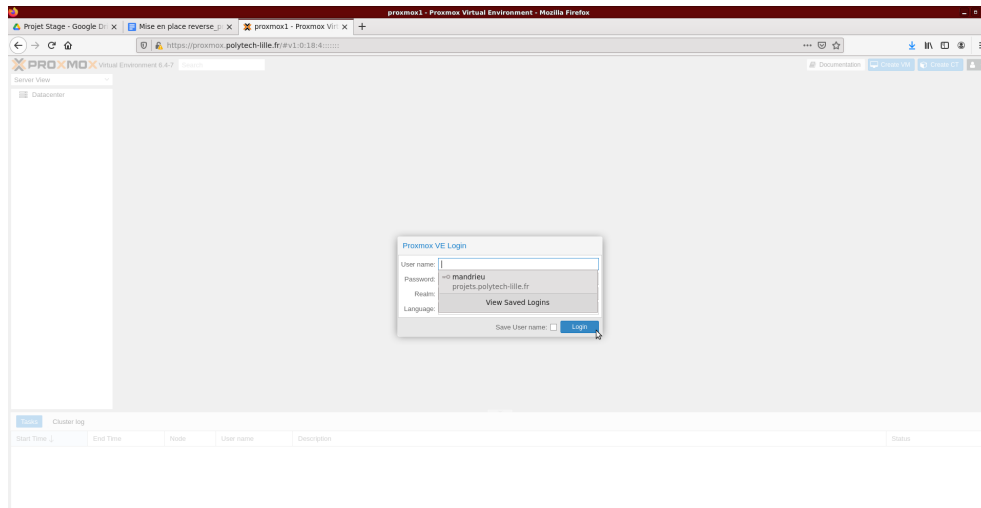 proxmox1 - Proxmox Virtual Environment - Mozilla Firefox
Projet Stage - Google Dri
Mise en place reverse_p
proxmox1 - Proxmox Virt
https://proxmox.polytech-lille.fr/#v1:0:18:4:::::::
PROXMOX Virtual Environment 6.4-7 Search
Documentation Create VM Create CT
Server View
Datacenter
Proxmox VE Login
User name:
Password:
mandrieu
projets.polytech-lille.fr
Realm:
View Saved Logins
Language:
Save User name: Login
Tasks Cluster log
Start Time ↓ End Time Node User name Description Status